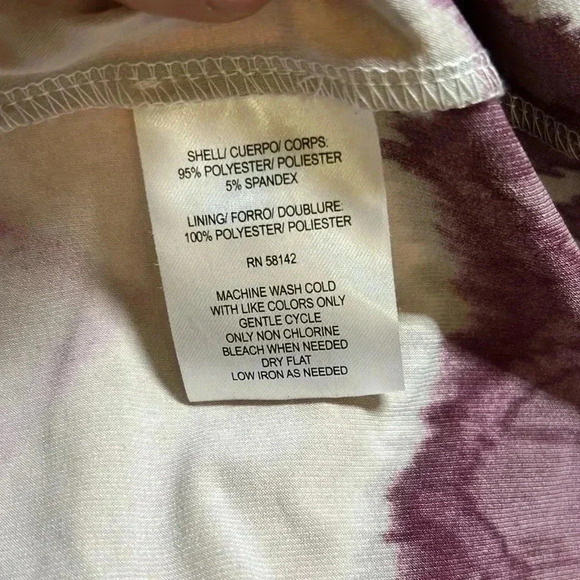 SHELL/ CUERPO/ CORPS:
95% POLYESTER/ POLIESTER
5% SPANDEX
LINING/ FORRO/ DOUBLURE:
100% POLYESTER/ POLIESTER
RN 58142
MACHINE WASH COLD
WITH LIKE COLORS ONLY
GENTLE CYCLE
ONLY NON CHLORINE
BLEACH WHEN NEEDED
DRY FLAT
LOW IRON AS NEEDED